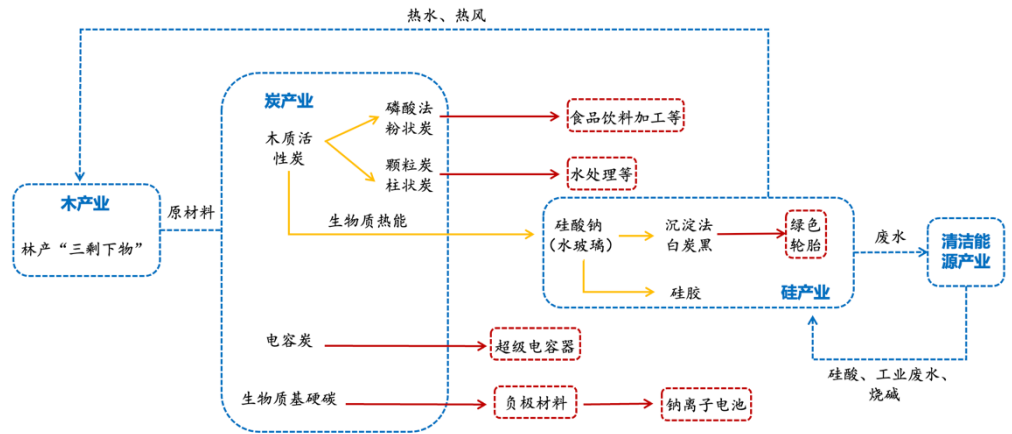 热水、热风
炭产业
木质活
性炭
磷酸法
粉状炭
食品饮料加工等
颗粒炭
柱状炭
水处理等
木产业
林产“三剩下物”
原材料
生物质热能
硅酸钠
（水玻璃）
沉淀法
白炭黑
绿色
轮胎
硅胶
硅产业
废水
清洁能
源产业
电容炭
超级电容器
硅酸、工业废水、
烧碱
生物质基硬碳
负极材料
钠离子电池